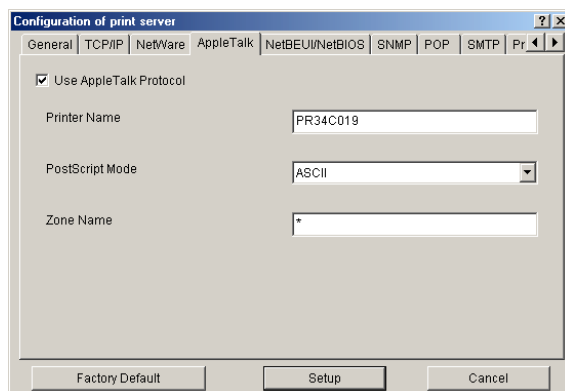 Configuration of print server
General TCP/IP NetWare AppleTalk NetBEUI/NetBIOS SNMP POP SMTP Pr
Use AppleTalk Protocol
Printer Name PR34C019
PostScript Mode ASCII
Zone Name *
Factory Default Setup Cancel